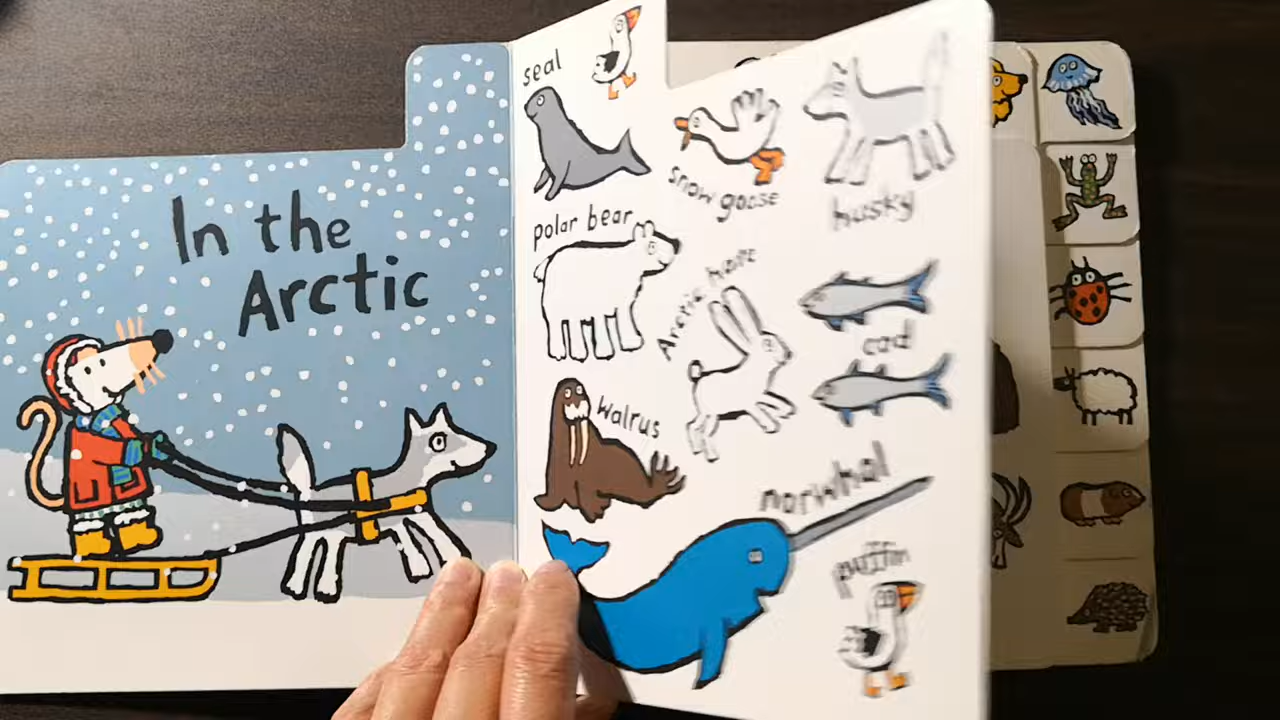 In the
Arctic
seal
snow goose
husky
polar bear
Arctic hare
cod
walrus
narwhal
puffin